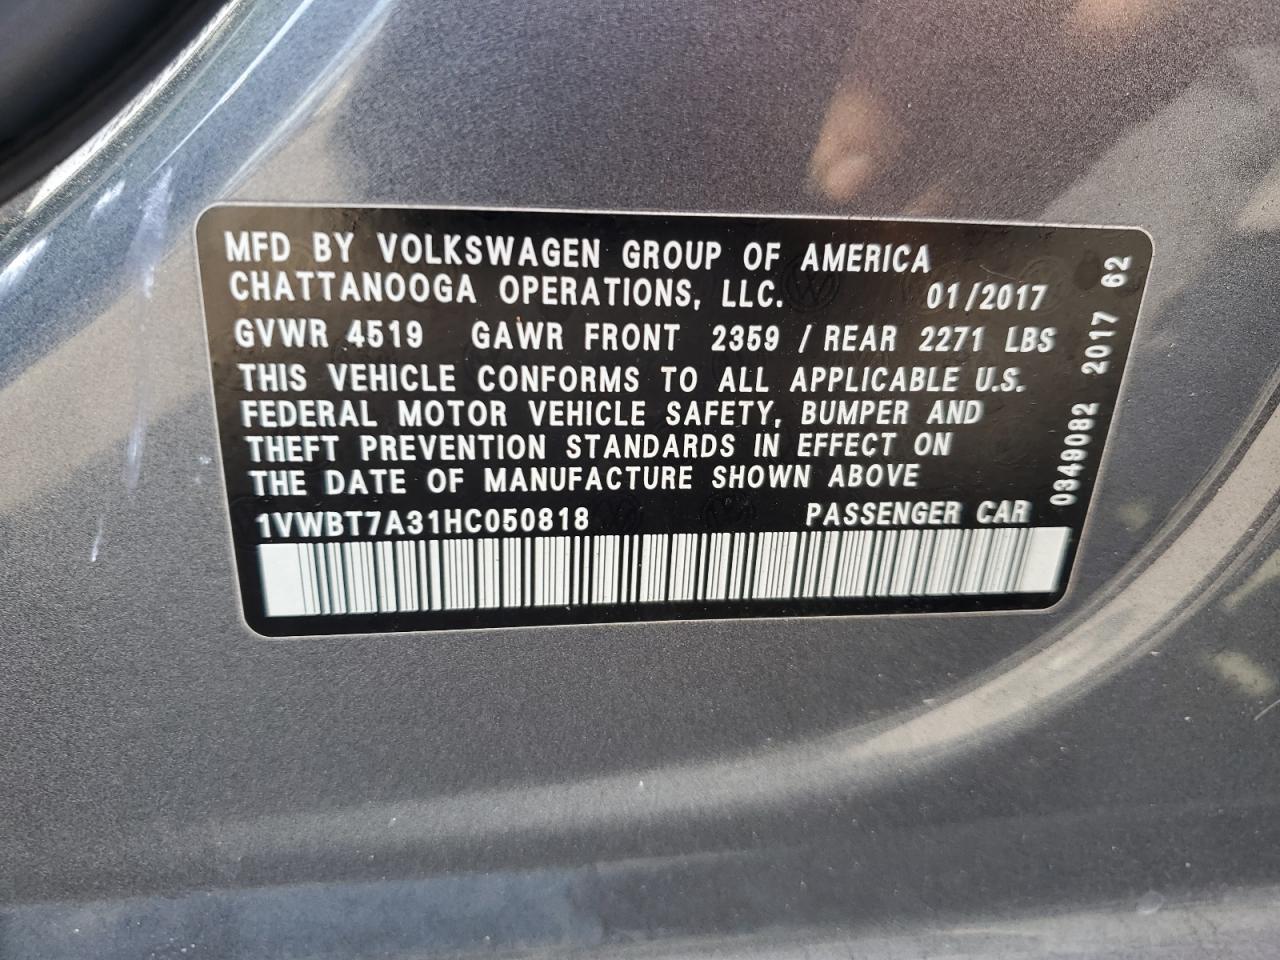 MFD BY VOLKSWAGEN GROUP OF AMERICA
CHATTANOOGA OPERATIONS, LLC. 01/2017
GVWR 4519 GAWR FRONT 2359 / REAR 2271 LBS
THIS VEHICLE CONFORMS TO ALL APPLICABLE U.S.
FEDERAL MOTOR VEHICLE SAFETY, BUMPER AND
THEFT PREVENTION STANDARDS IN EFFECT ON
THE DATE OF MANUFACTURE SHOWN ABOVE
1VWBT7A31HC050818 PASSENGER CAR
0349082 2017 62